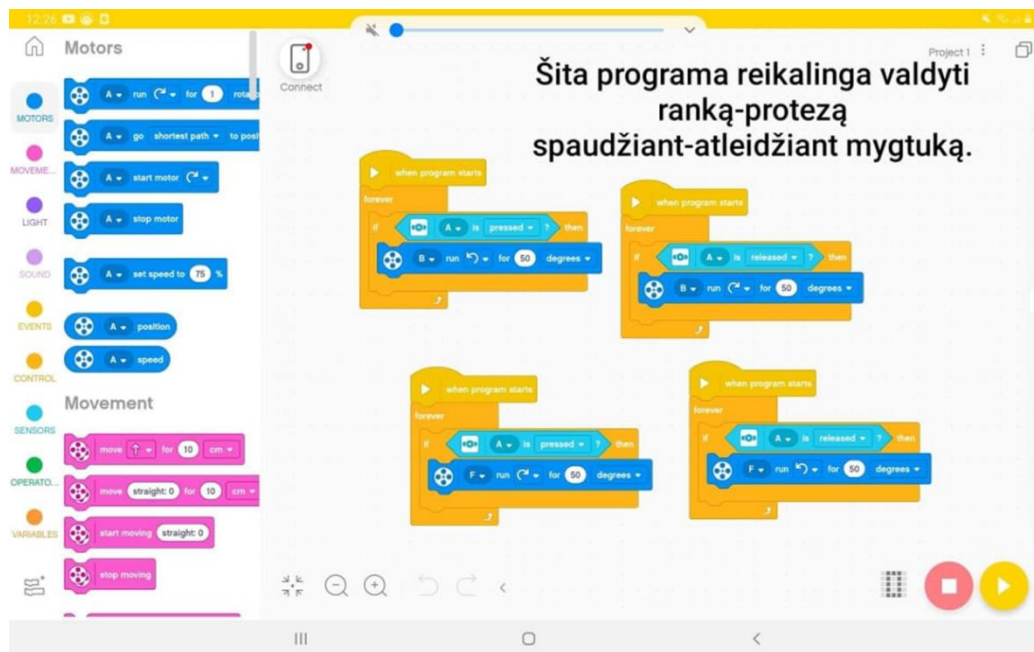 12:26
Motors
Project 1
Connect
Šita programa reikalinga valdyti
ranką-protezą
spaudžiant-atleidžiant mygtuką.
MOTORS
MOVEME...
LIGHT
SOUND
EVENTS
CONTROL
SENSORS
OPERATO...
VARIABLES
A run for 1 rota
A go shortest path to posi
A start motor
A stop motor
A set speed to 75 %
A position
A speed
Movement
move for 10 cm
move straight: 0 for 10 cm
start moving straight: 0
stop moving
when program starts
forever
if A is pressed ? then
B run for 50 degrees
when program starts
forever
if A is released ? then
B run for 50 degrees
when program starts
forever
if A is pressed ? then
F run for 50 degrees
when program starts
forever
if A is released ? then
F run for 50 degrees